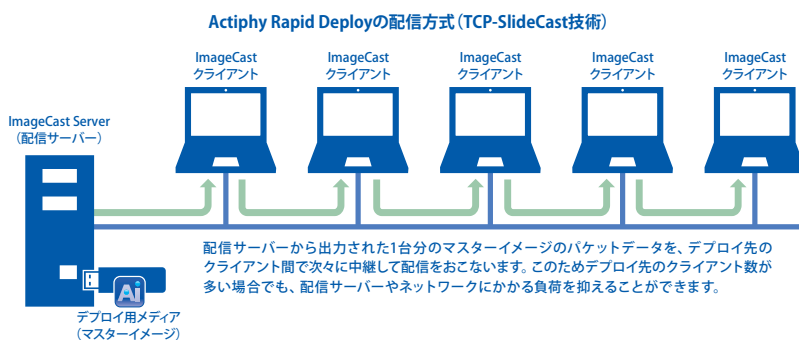 Actiphy Rapid Deployの配信方式（TCP-SlideCast技術）
ImageCast
クライアント
ImageCast
クライアント
ImageCast
クライアント
ImageCast
クライアント
ImageCast
クライアント
ImageCast Server
（配信サーバー）
配信サーバーから出力された1台分のマスターイメージのパケットデータを、デプロイ先の
クライアント間で次々に中継して配信をおこないます。このためデプロイ先のクライアント数が
多い場合でも、配信サーバーやネットワークにかかる負荷を抑えることができます。
Ai
デプロイ用メディア
（マスターイメージ）